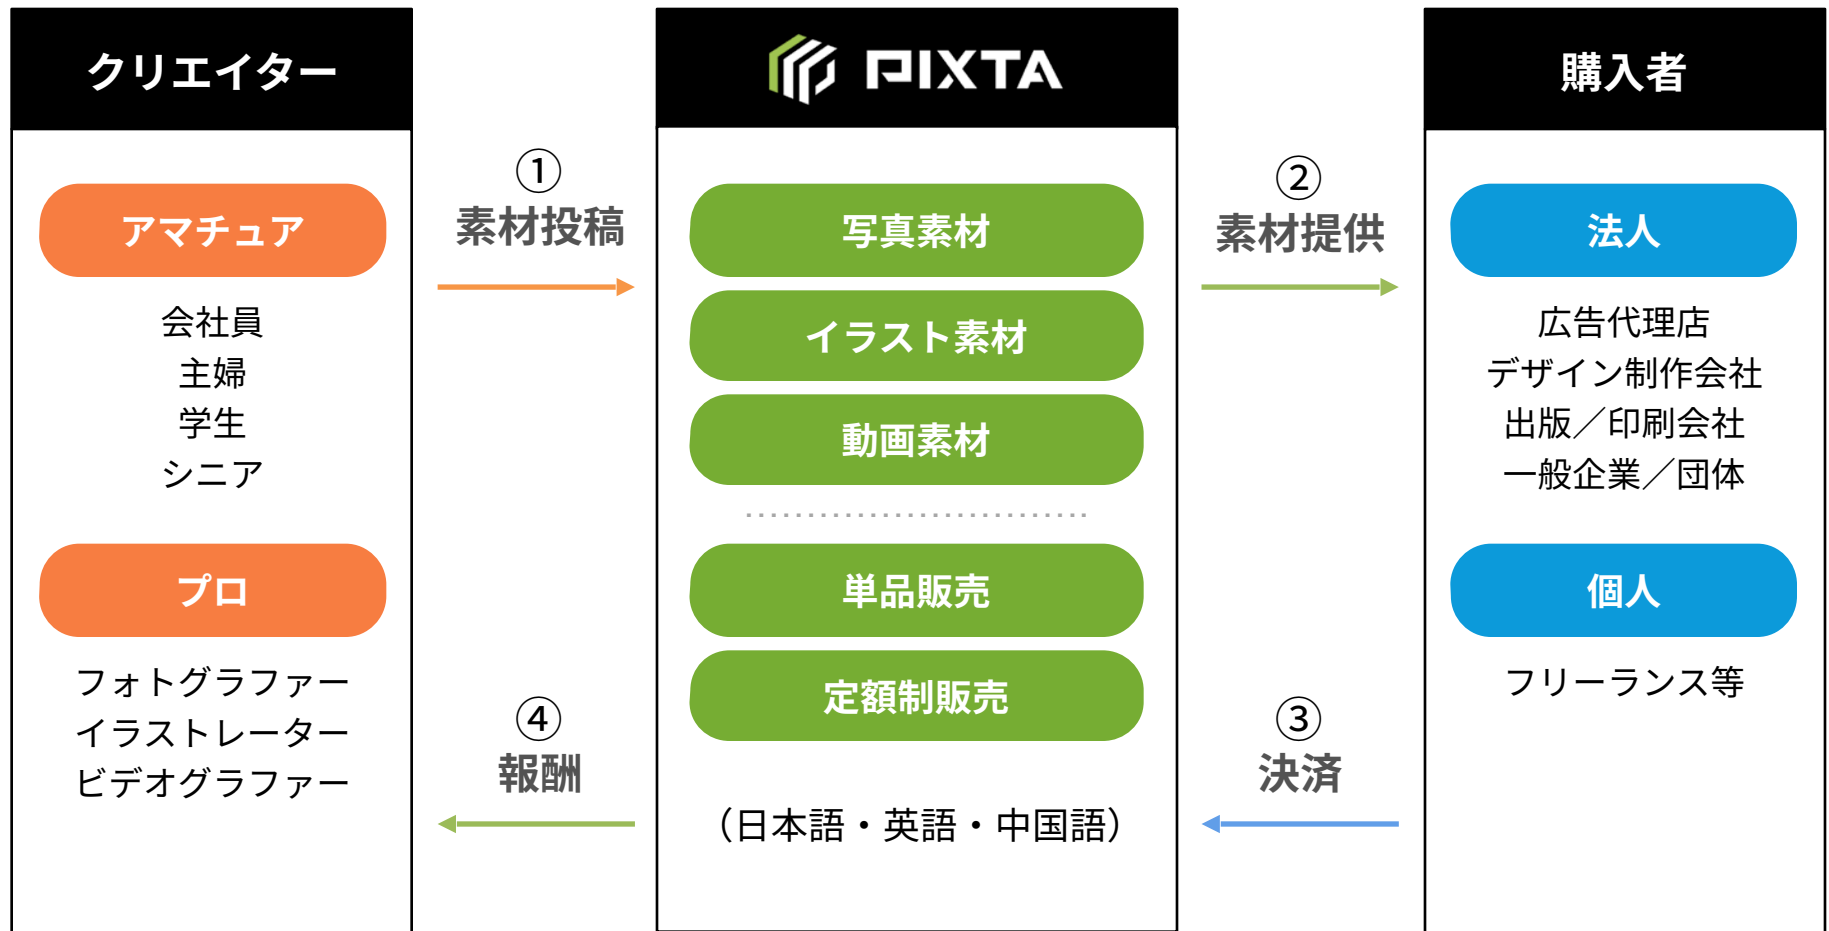 クリエイター
アマチュア
会社員
主婦
学生
シニア
プロ
フォトグラファー
イラストレーター
ビデオグラファー
①
素材投稿
④
報酬
PIXTA
写真素材
イラスト素材
動画素材
単品販売
定額制販売
（日本語・英語・中国語）
②
素材提供
③
決済
購入者
法人
広告代理店
デザイン制作会社
出版／印刷会社
一般企業／団体
個人
フリーランス等